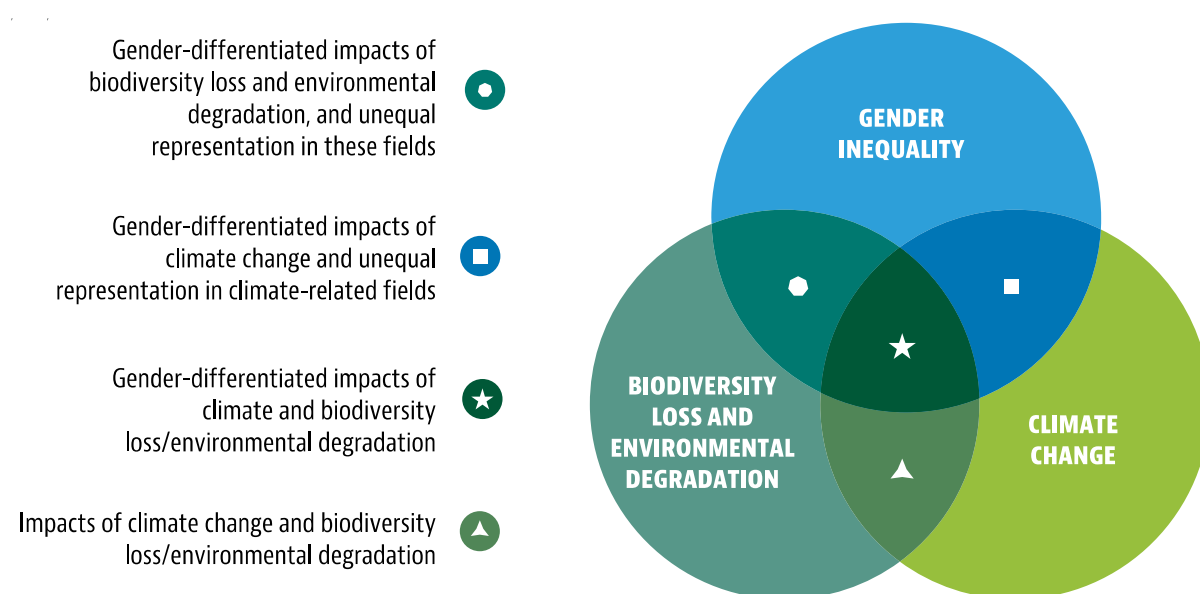 Gender-differentiated impacts of
biodiversity loss and environmental
degradation, and unequal
representation in these fields
Gender-differentiated impacts of
climate change and unequal
representation in climate-related fields
Gender-differentiated impacts of
climate and biodiversity
loss/environmental degradation
Impacts of climate change and biodiversity
loss/environmental degradation
GENDER
INEQUALITY
BIODIVERSITY
LOSS AND
ENVIRONMENTAL
DEGRADATION
CLIMATE
CHANGE